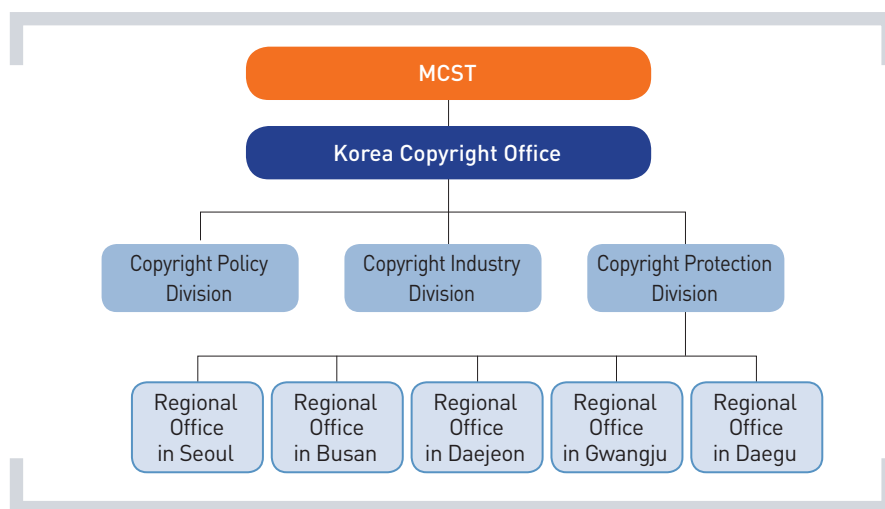 MCST
Korea Copyright Office
Copyright Policy
Division
Copyright Industry
Division
Copyright Protection
Division
Regional
Office
in Seoul
Regional
Office
in Busan
Regional
Office
in Daejeon
Regional
Office
in Gwangju
Regional
Office
in Daegu